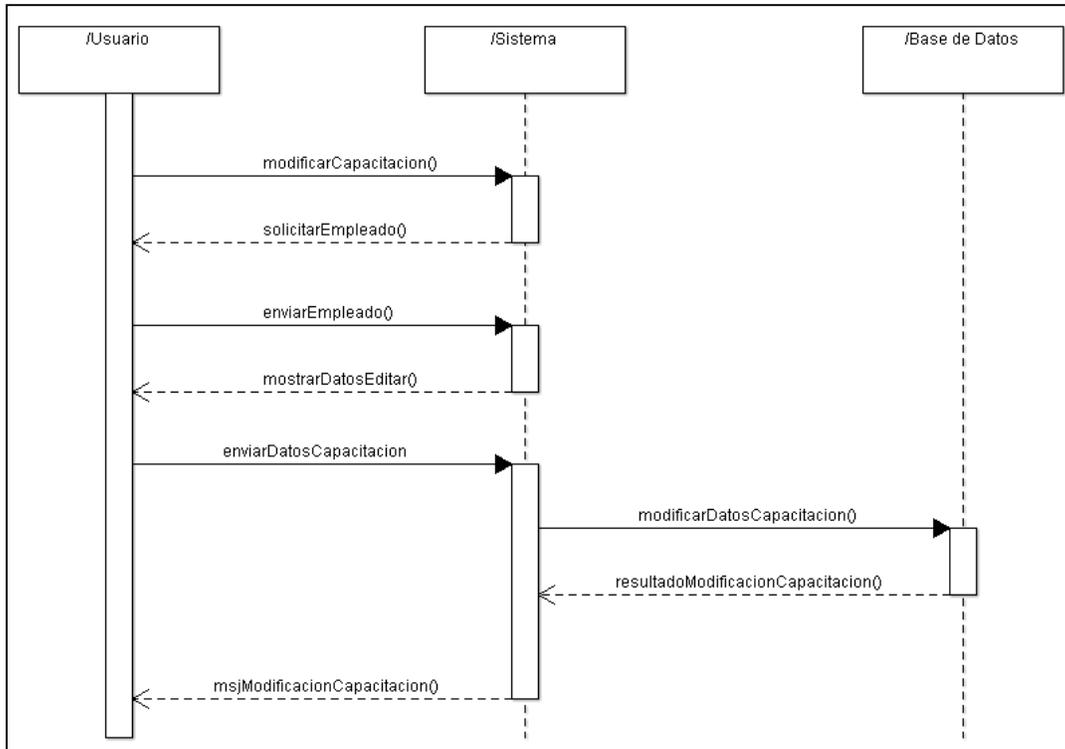 /Usuario
/Sistema
/Base de Datos
modificarCapacitacion()
solicitarEmpleado()
enviarEmpleado()
mostrarDatosEditar()
enviarDatosCapacitacion
modificarDatosCapacitacion()
resultadoModificacionCapacitacion()
msjModificacionCapacitacion()